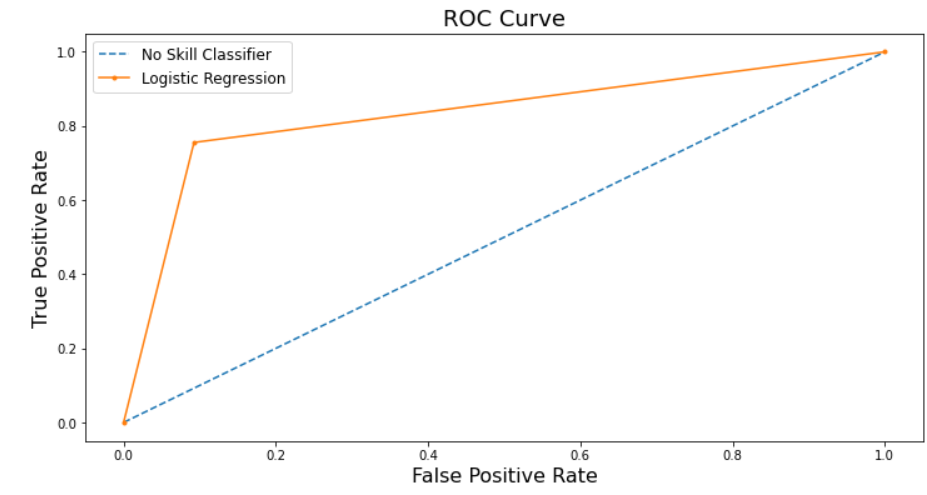 ROC Curve
No Skill Classifier
Logistic Regression
True Positive Rate
1.0
0.8
0.6
0.4
0.2
0.0
0.0 0.2 0.4 0.6 0.8 1.0
False Positive Rate